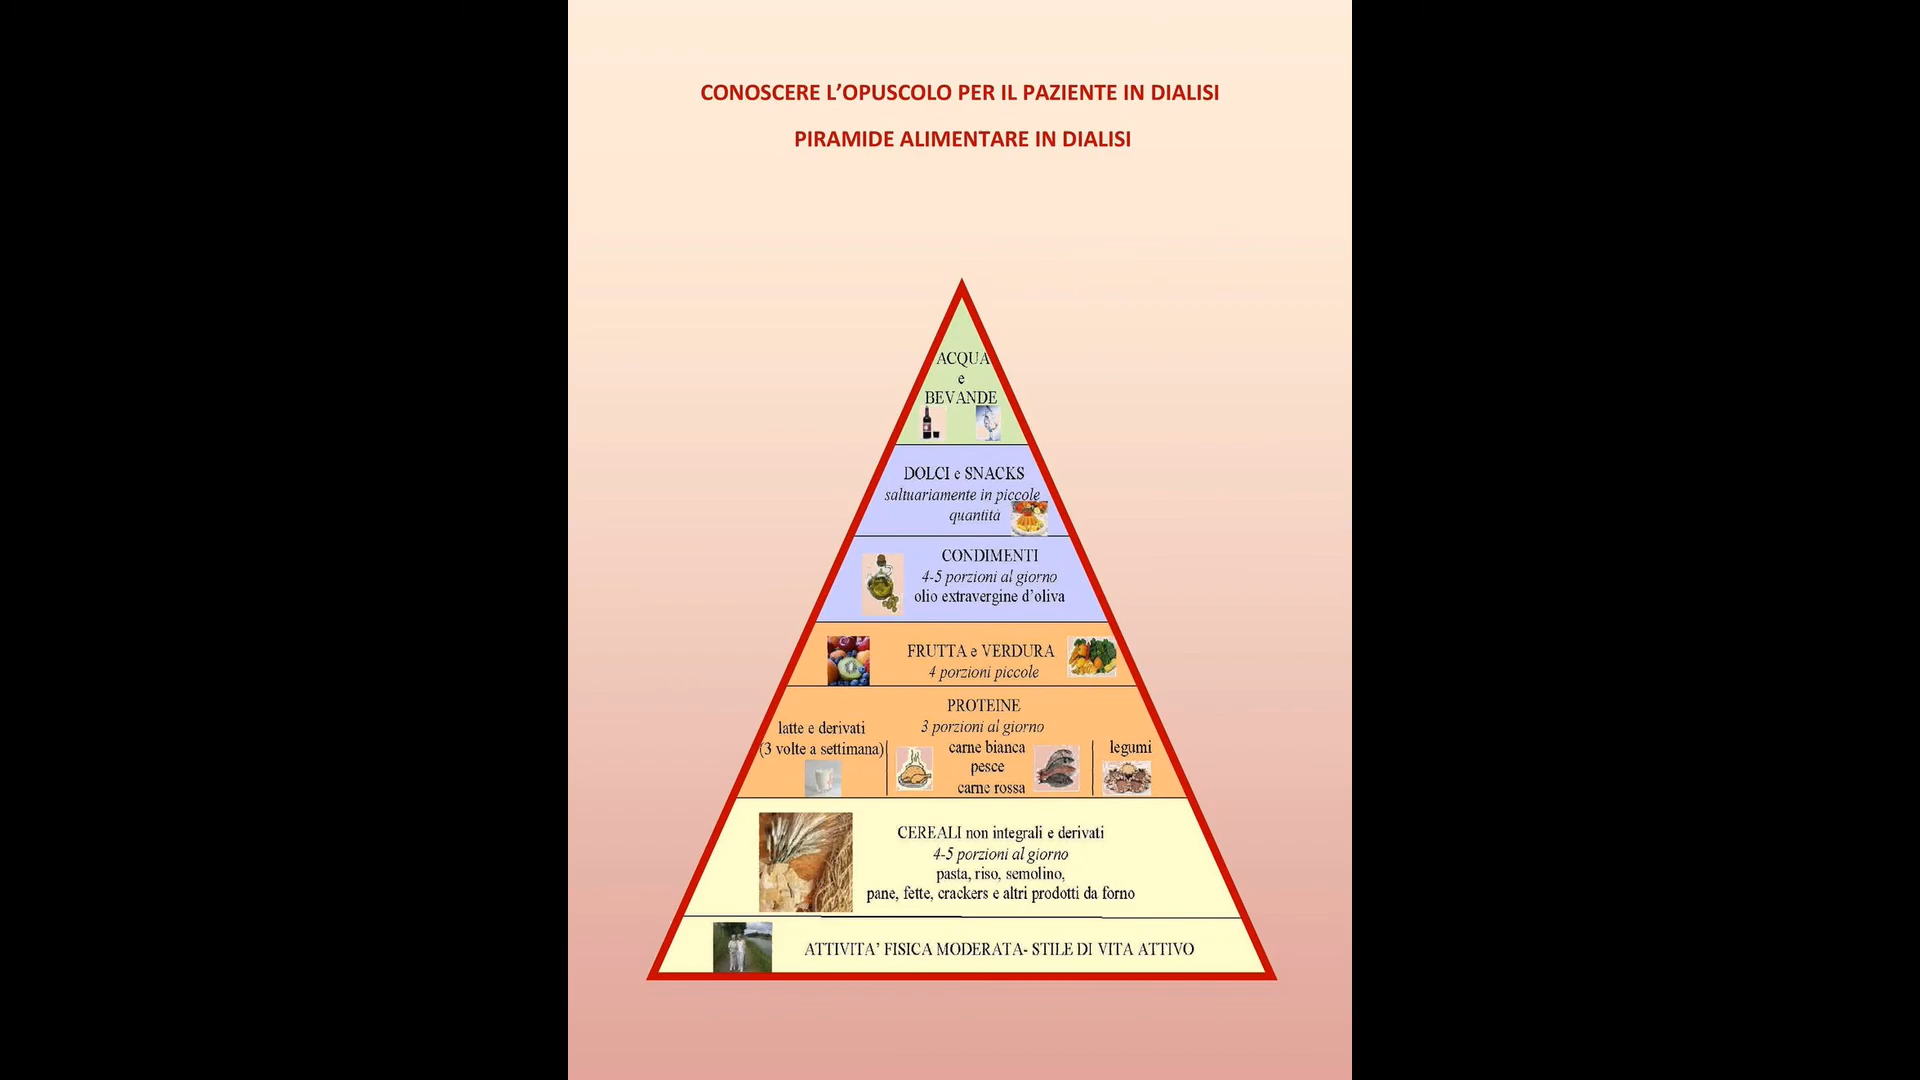 CONOSCERE L'OPUSCOLO PER IL PAZIENTE IN DIALISI
PIRAMIDE ALIMENTARE IN DIALISI
ACQUA
e
BEVANDE
DOLCI e SNACKS
saltuariamente in piccole
quantità
CONDIMENTI
4-5 porzioni al giorno
olio extravergine d'oliva
FRUTTA e VERDURA
4 porzioni piccole
PROTEINE
3 porzioni al giorno
latte e derivati
(3 volte a settimana)
carne bianca
pesce
carne rossa
legumi
CEREALI non integrali e derivati
4-5 porzioni al giorno
pasta, riso, semolino,
pane, fette, crackers e altri prodotti da forno
ATTIVITA' FISICA MODERATA- STILE DI VITA ATTIVO